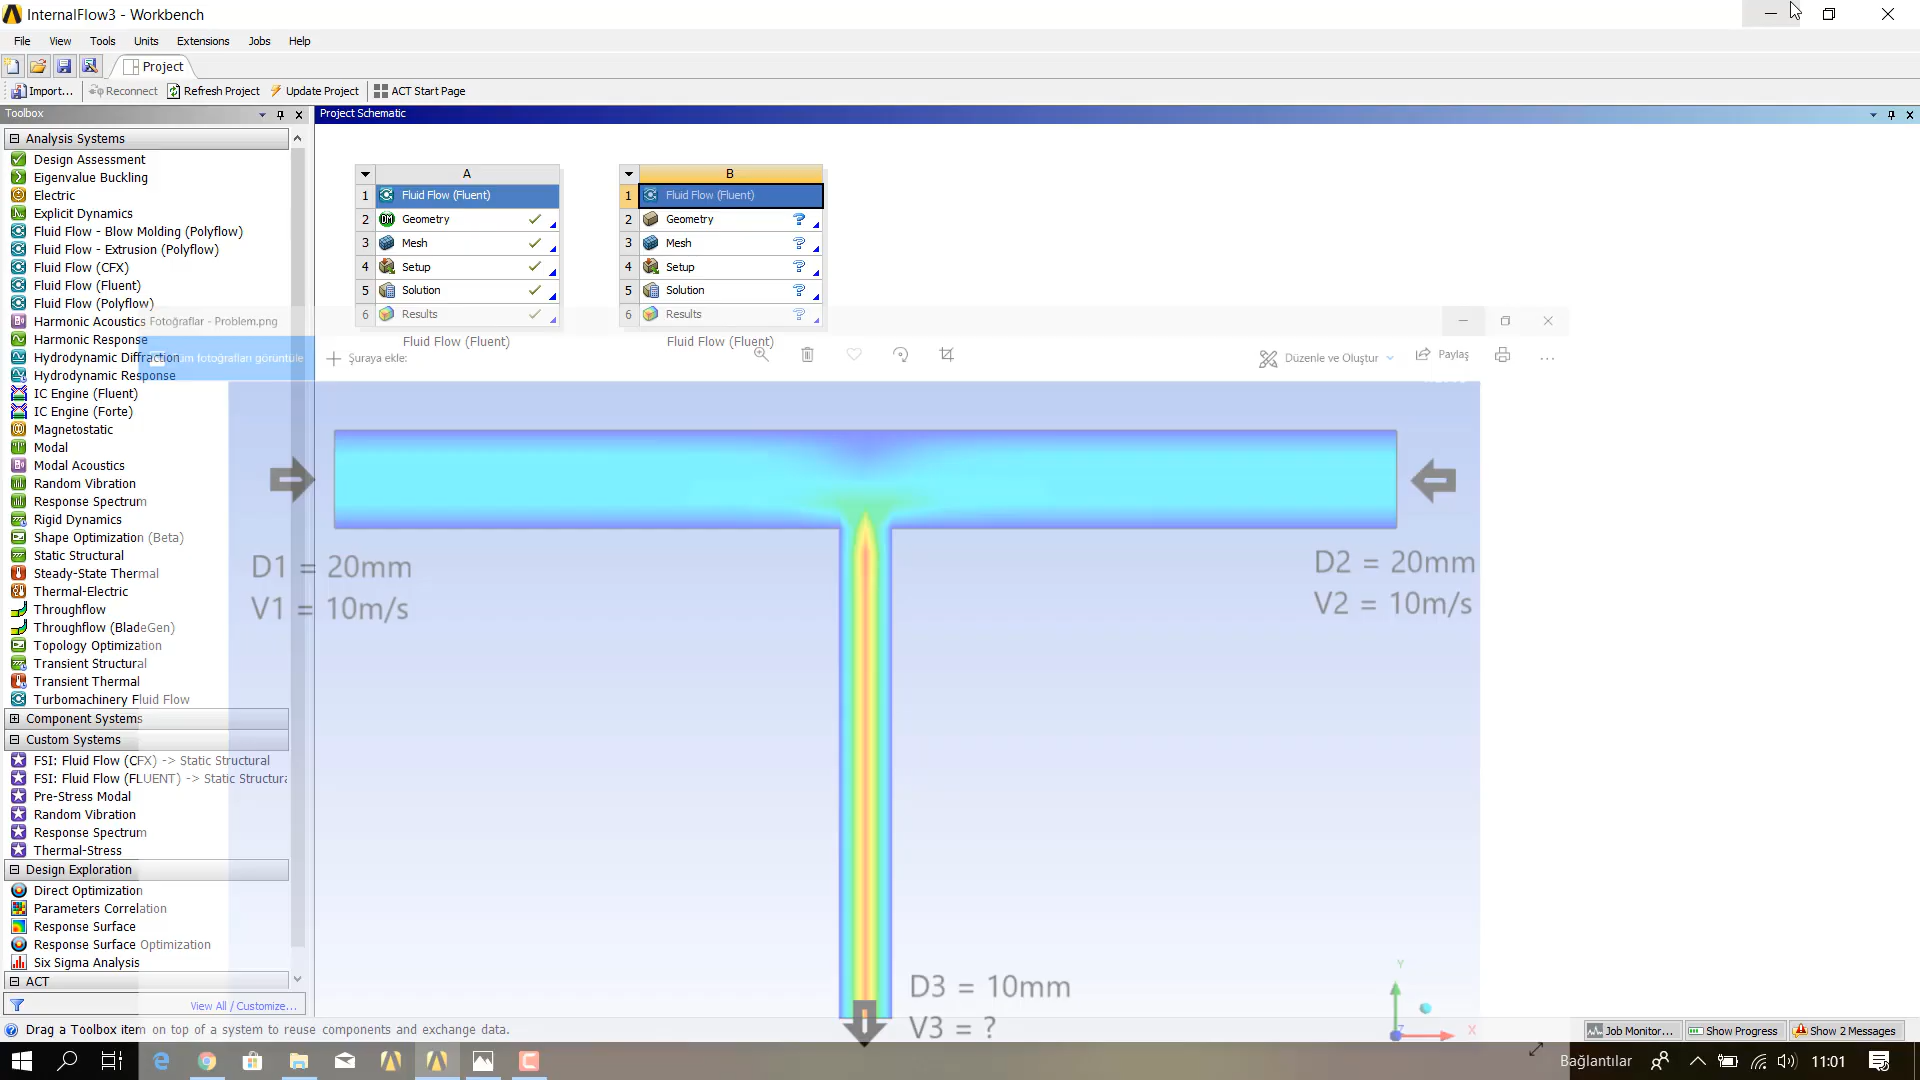 InternalFlow3 - Workbench
File View Tools Units Extensions Jobs Help
Project
Import... Reconnect Refresh Project Update Project ACT Start Page
Toolbox
Project Schematic
Analysis Systems
Design Assessment
Eigenvalue Buckling
Electric
Explicit Dynamics
Fluid Flow - Blow Molding (Polyflow)
Fluid Flow - Extrusion (Polyflow)
Fluid Flow (CFX)
Fluid Flow (Fluent)
Fluid Flow (Polyflow)
Harmonic Acoustics
Harmonic Response
Hydrodynamic Diffraction
Hydrodynamic Response
IC Engine (Fluent)
IC Engine (Forte)
Magnetostatic
Modal
Modal Acoustics
Random Vibration
Response Spectrum
Rigid Dynamics
Shape Optimization (Beta)
Static Structural
Steady-State Thermal
Thermal-Electric
Throughflow
Throughflow (BladeGen)
Topology Optimization
Transient Structural
Transient Thermal
Turbomachinery Fluid Flow
Component Systems
Custom Systems
FSI: Fluid Flow (CFX) -> Static Structural
FSI: Fluid Flow (FLUENT) -> Static Structura
Pre-Stress Modal
Random Vibration
Response Spectrum
Thermal-Stress
Design Exploration
Direct Optimization
Parameters Correlation
Response Surface
Response Surface Optimization
Six Sigma Analysis
ACT
View All / Customize...
A
1 Fluid Flow (Fluent)
2 Geometry
3 Mesh
4 Setup
5 Solution
6 Results
Fluid Flow (Fluent)
B
1 Fluid Flow (Fluent)
2 Geometry
3 Mesh
4 Setup
5 Solution
6 Results
Fluid Flow (Fluent)
Fotoğraflar - Problem.png
Tüm fotoğrafları görüntüle
Şuraya ekle:
Düzenle ve Oluştur
Paylaş
D1 = 20mm
V1 = 10m/s
D2 = 20mm
V2 = 10m/s
D3 = 10mm
V3 = ?
Y
Z
X
Drag a Toolbox item on top of a system to reuse components and exchange data.
Job Monitor... Show Progress Show 2 Messages
Bağlantılar
11:01